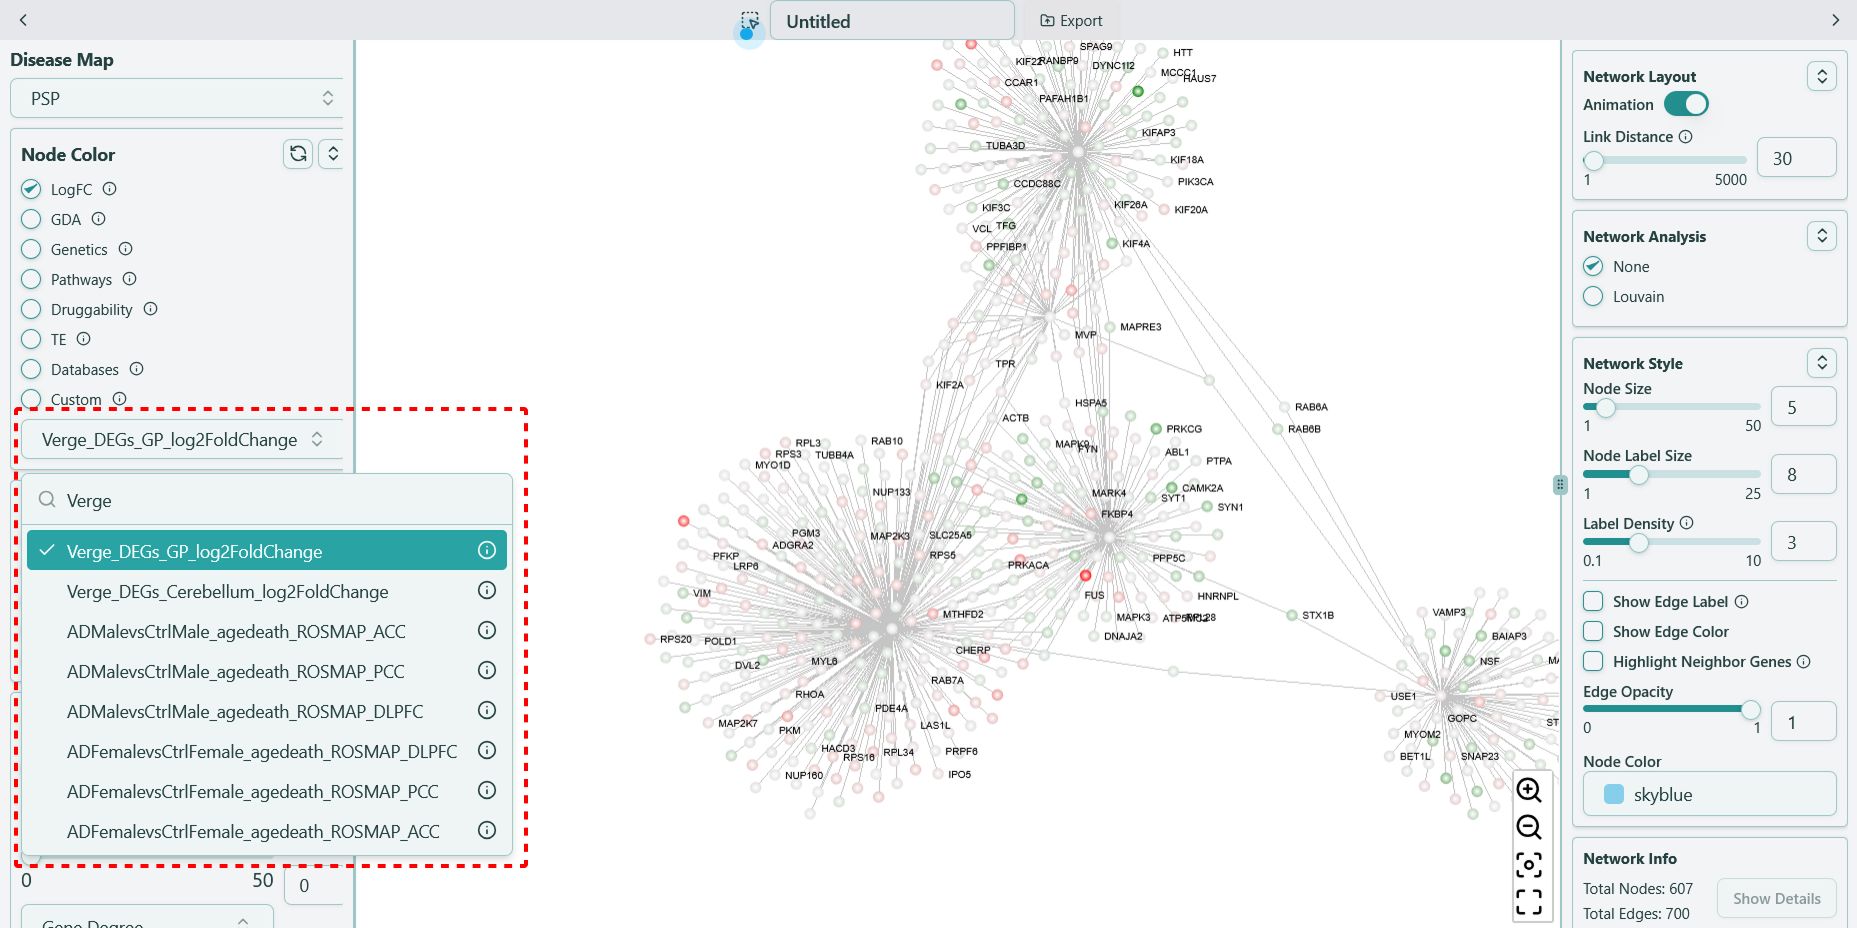 Untitled
Export
Disease Map
PSP
Node Color
LogFC
GDA
Genetics
Pathways
Druggability
TE
Databases
Custom
Verge_DEGs_GP_log2FoldChange
Verge
Verge_DEGs_GP_log2FoldChange
Verge_DEGs_Cerebellum_log2FoldChange
ADMalevsCtrlMale_agedeath_ROSMAP_ACC
ADMalevsCtrlMale_agedeath_ROSMAP_PCC
ADMalevsCtrlMale_agedeath_ROSMAP_DLPFC
ADFemalevsCtrlFemale_agedeath_ROSMAP_DLPFC
ADFemalevsCtrlFemale_agedeath_ROSMAP_PCC
ADFemalevsCtrlFemale_agedeath_ROSMAP_ACC
0 50 0
Gene Degree
SPAG9
HTT
KIF22
RANBP9
DYNC1I2
MCCC1
HAUS7
CCAR1
PAFAH1B1
KIFAP3
TUBA3D
KIF18A
CCDC88C
PIK3CA
KIF3C
KIF26A
KIF20A
VCL
TFG
PPFIBP1
KIF4A
MVP
MAPRE3
TPR
KIF2A
HSPA5
RAB6A
ACTB
RAB6B
PRKCG
RPL3
RAB10
MAPK9
FYN
ABL1
RPS3
TUBB4A
PTPA
MYO1D
NUP133
MARK4
CAMK2A
SYT1
SYN1
FKBP4
PGM3
MAP2K3
SLC25A5
ADGRA2
PFKP
RPS5
PPP5C
LRP6
PRKACA
VIM
FUS
HNRNPL
MTHFD2
MAPK3
RPL28
STX1B
VAMP3
RPS20
POLD1
DNAJA2
BAIAP3
CHERP
DVL2
MYL6
NSF
RHOA
RAB7A
USE1
PDE4A
GOPC
MAP2K7
PKM
LAS1L
MYOM2
HACD3
RPS16
RPL34
PRPF6
BET1L
SNAP23
NUP160
IPO5
Network Layout
Animation
Link Distance
30
1 5000
Network Analysis
None
Louvain
Network Style
Node Size
5
1 50
Node Label Size
8
1 25
Label Density
3
0.1 10
Show Edge Label
Show Edge Color
Highlight Neighbor Genes
Edge Opacity
1
0 1
Node Color
skyblue
Network Info
Total Nodes: 607
Show Details
Total Edges: 700